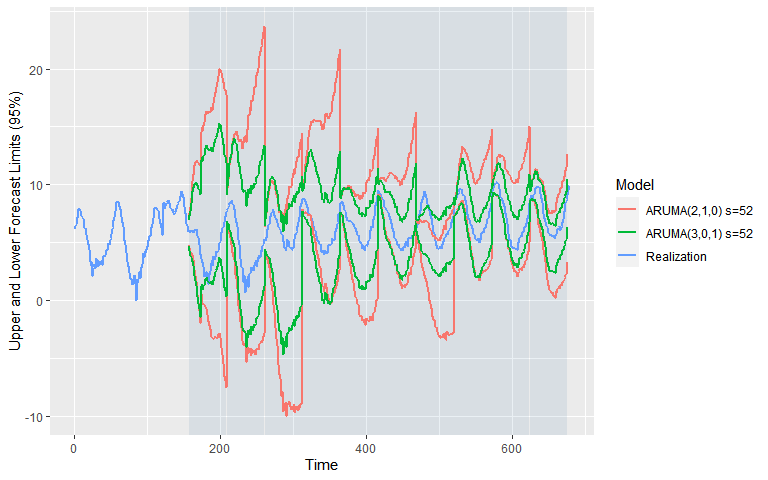 Upper and Lower Forecast Limits (95%)
20
10
0
-10
0
200
400
600
Time
Model
ARUMA(2,1,0) s=52
ARUMA(3,0,1) s=52
Realization